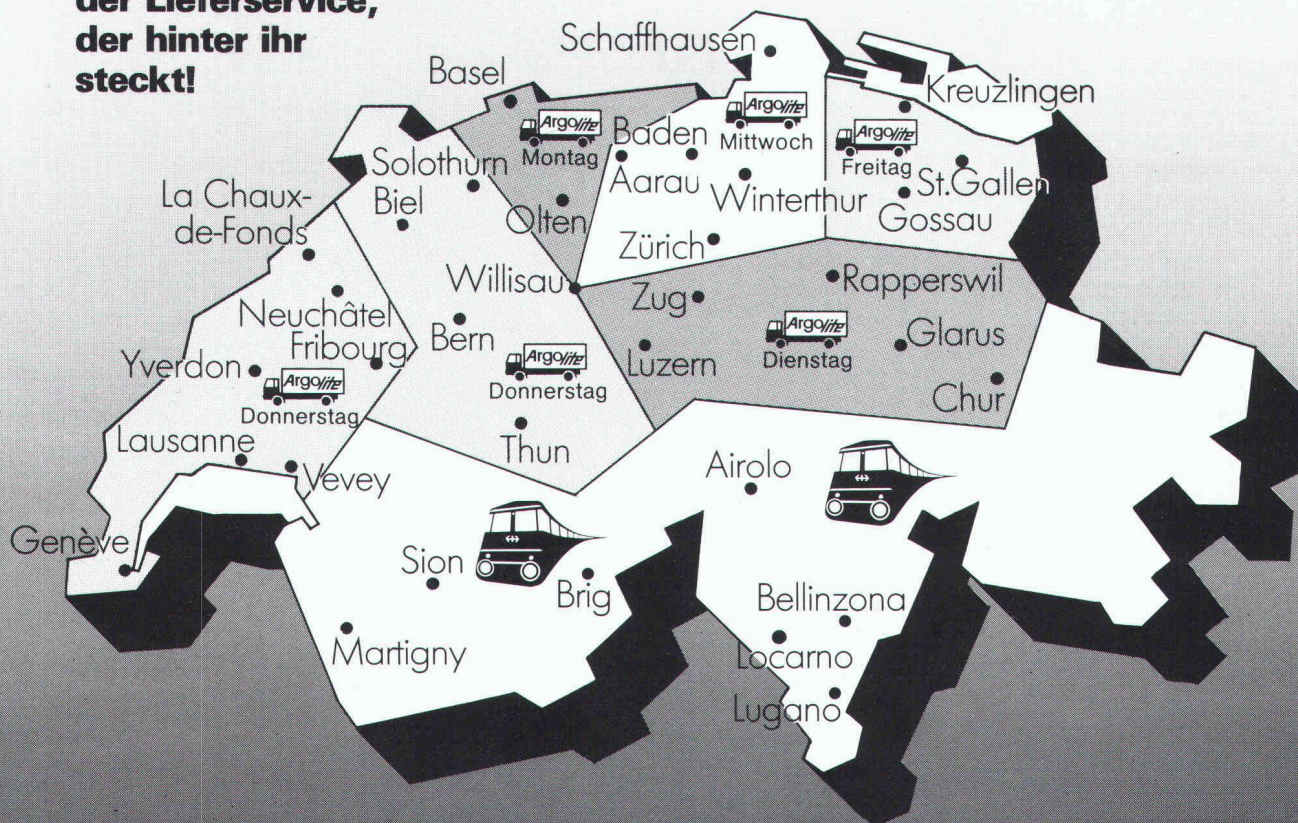 der Lieferservice,
der hinter ihr
steckt!
Schaffhausen
Basel
Kreuzlingen
Argolite
Montag
Baden
Argolite
Mittwoch
Argolite
Freitag
Solothurn
Aarau
St.Gallen
La Chaux-
de-Fonds
Biel
Olten
Winterthur
Gossau
Zürich
Willisau
Zug
Rapperswil
Neuchâtel
Fribourg
Bern
Argolite
Donnerstag
Luzern
Argolite
Dienstag
Glarus
Yverdon
Argolite
Donnerstag
Chur
Lausanne
Vevey
Thun
Airolo
Genève
Sion
Brig
Bellinzona
Martigny
Locarno
Lugano